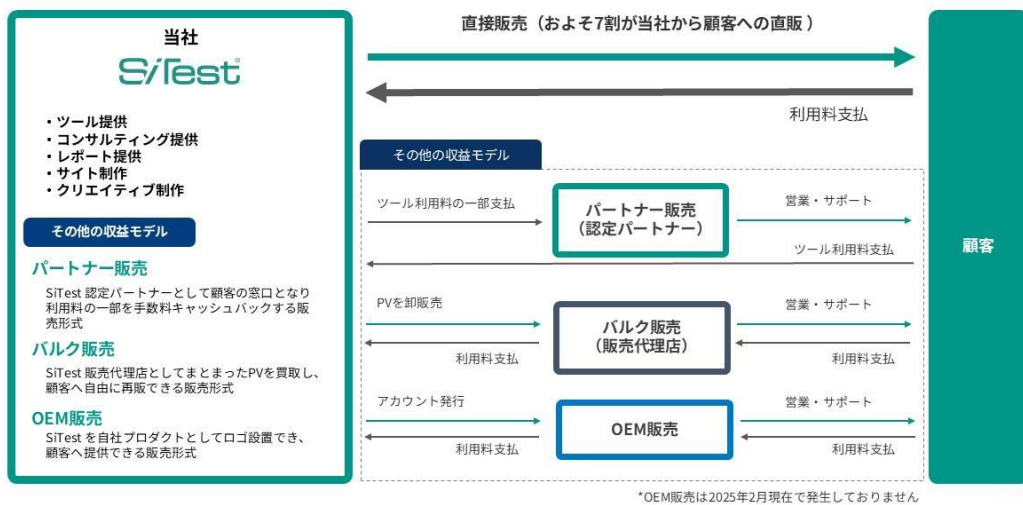 当社
SiTest
・ツール提供
・コンサルティング提供
・レポート提供
・サイト制作
・クリエイティブ制作
その他の収益モデル
パートナー販売
SiTest 認定パートナーとして顧客の窓口となり
利用料の一部を手数料キャッシュバックする販
売形式
バルク販売
SiTest 販売代理店としてまとまったPVを買取し、
顧客へ自由に再販できる販売形式
OEM販売
SiTest を自社プロダクトとしてロゴ設置でき、
顧客へ提供できる販売形式
直接販売（およそ7割が当社から顧客への直販 ）
利用料支払
その他の収益モデル
ツール利用料の一部支払
パートナー販売
（認定パートナー）
営業・サポート
ツール利用料支払
PVを卸販売
利用料支払
バルク販売
（販売代理店）
営業・サポート
利用料支払
アカウント発行
利用料支払
OEM販売
営業・サポート
利用料支払
顧客
*OEM販売は2025年2月現在で発生しておりません